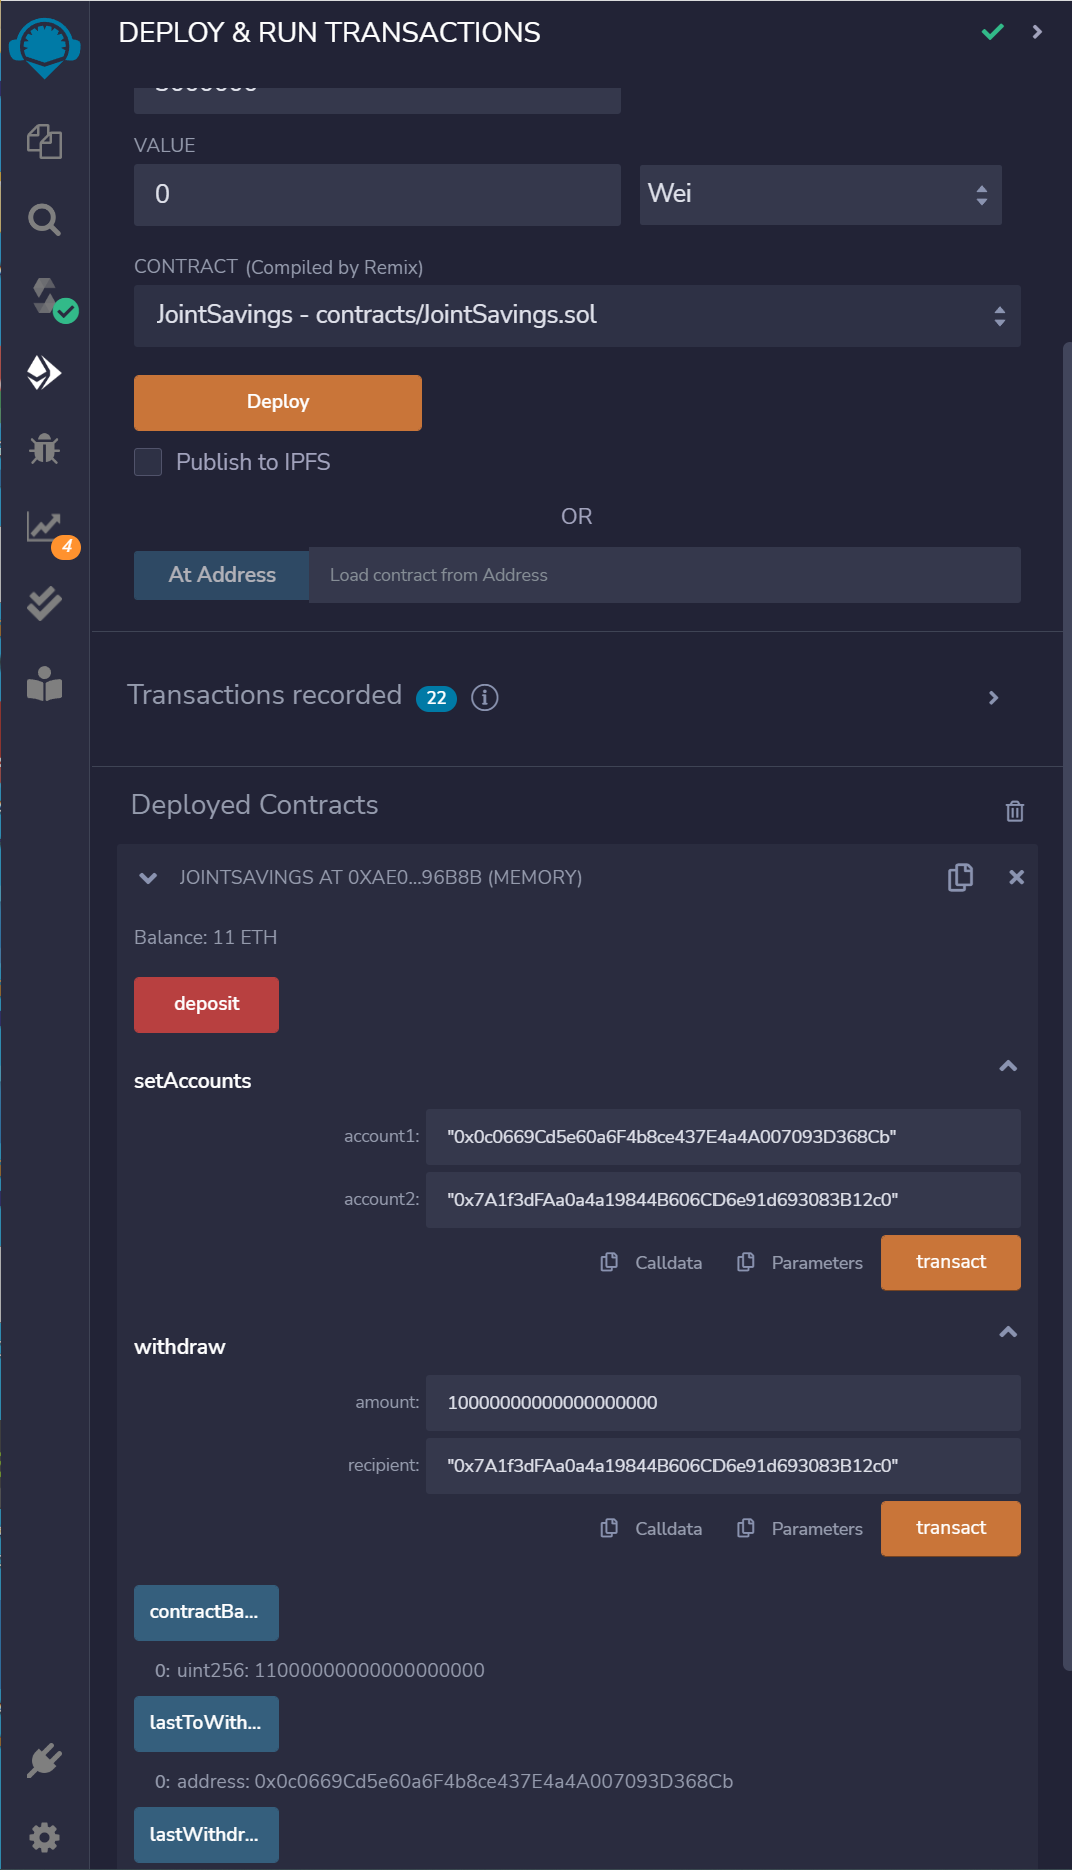 DEPLOY & RUN TRANSACTIONS
VALUE
0
Wei
CONTRACT (Compiled by Remix)
JointSavings - contracts/JointSavings.sol
Deploy
Publish to IPFS
OR
4
At Address
Load contract from Address
Transactions recorded 22 i
Deployed Contracts
JOINTSAVINGS AT 0XAE0...96B8B (MEMORY)
Balance: 11 ETH
deposit
setAccounts
account1: "0x0c0669Cd5e60a6F4b8ce437E4a4A007093D368Cb"
account2: "0x7A1f3dFAa0a4a19844B606CD6e91d693083B12c0"
Calldata Parameters transact
withdraw
amount: 10000000000000000000
recipient: "0x7A1f3dFAa0a4a19844B606CD6e91d693083B12c0"
Calldata Parameters transact
contractBa...
0: uint256: 11000000000000000000
lastToWith...
0: address: 0x0c0669Cd5e60a6F4b8ce437E4a4A007093D368Cb
lastWithdr...